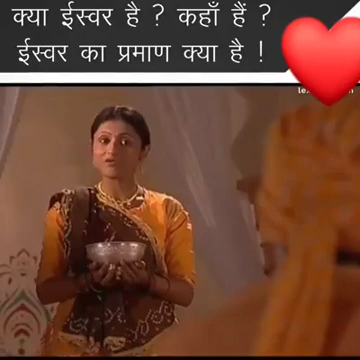 क्या ईस्वर है ? कहाँ हैं ?
ईस्वर का प्रमाण क्या है !